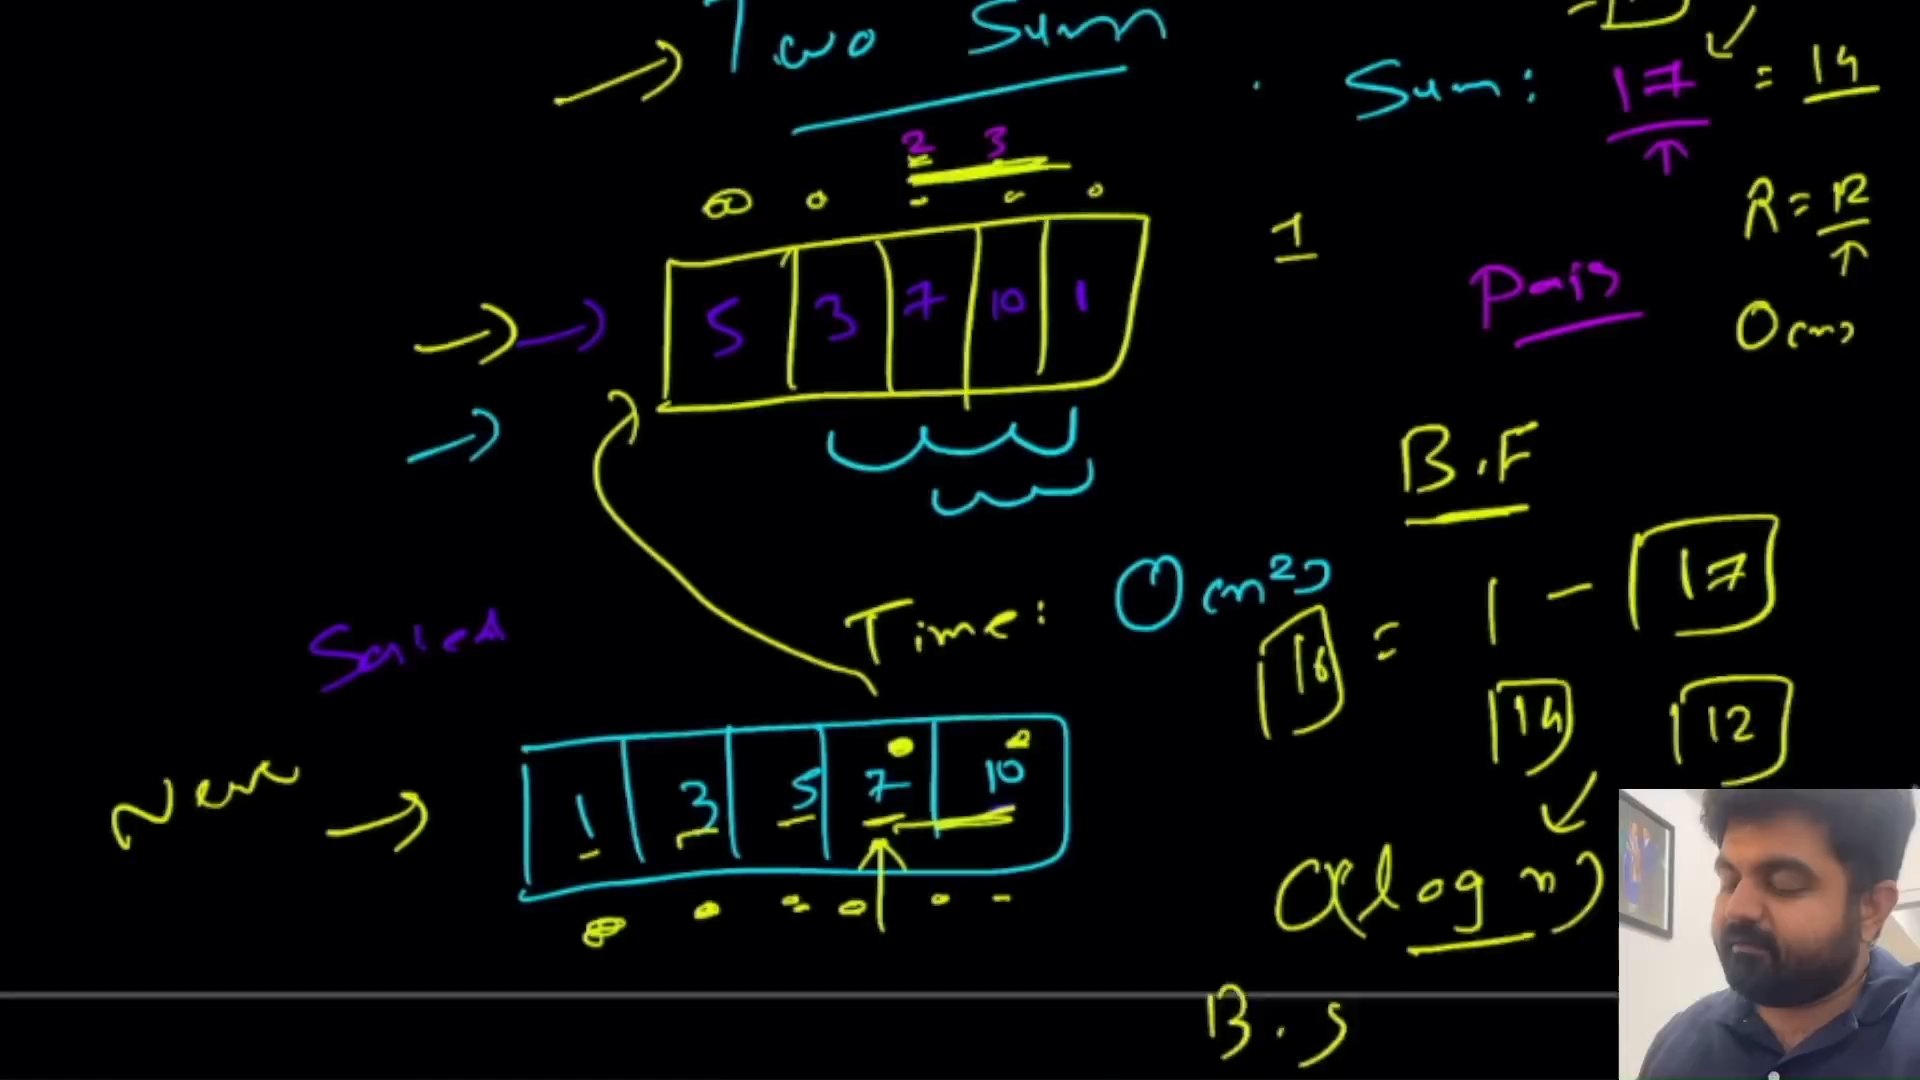 Two Sum
Sum: 17 = 14
2 3
R = 12
1
5 3 7 10 1
Pais
O(n)
B.F
Time: O(n2)
16 = 1 - 17
Sorted
14 12
New
1 3 5 7 10
O(log n)
B.S